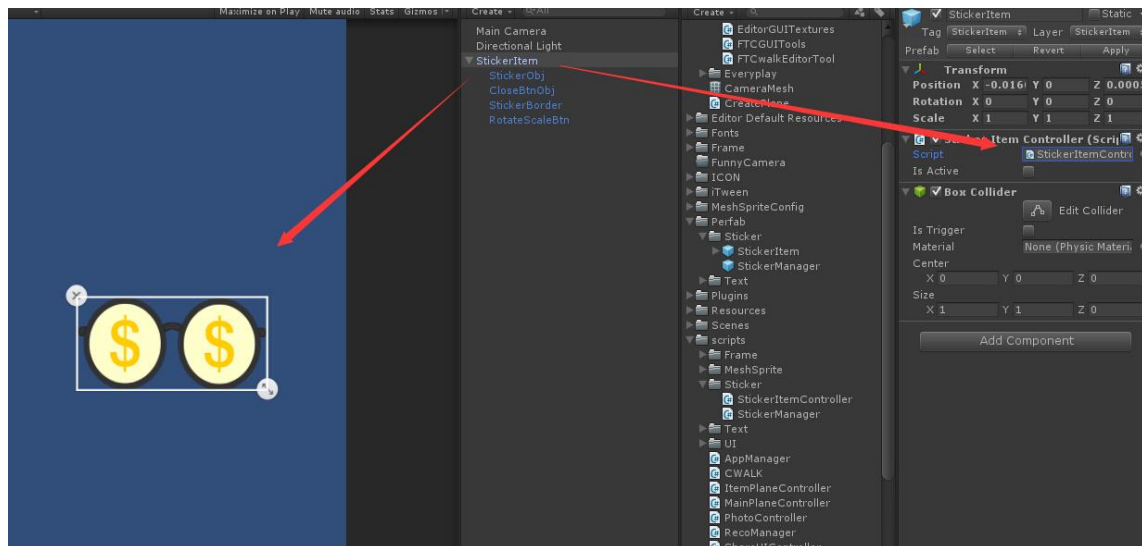 Maximize on Play Mute audio Stats Gizmos
Create
All
Main Camera
Directional Light
StickerItem
StickerObj
CloseBtnObj
StickerBorder
RotateScaleBtn
$ $
Create
EditorGUITextures
FTCGUITools
FTCwalkEditorTool
Everyplay
CameraMesh
CreatePlane
Editor Default Resources
Fonts
Frame
FunnyCamera
ICON
iTween
MeshSpriteConfig
Perfab
Sticker
StickerItem
StickerManager
Text
Plugins
Resources
Scenes
scripts
Frame
MeshSprite
Sticker
StickerItemController
StickerManager
Text
UI
AppManager
CWALK
ItemPlaneController
MainPlaneController
PhotoController
RecoManager
StickerItem Static
Tag StickerItem Layer StickerItem
Prefab Select Revert Apply
Transform
Position X -0.016 Y 0 Z 0.000
Rotation X 0 Y 0 Z 0
Scale X 1 Y 1 Z 1
Item Controller (Scrip
Script StickerItemContro
Is Active
Box Collider
Edit Collider
Is Trigger
Material None (Physic Materi
Center
X 0 Y 0 Z 0
Size
X 1 Y 1 Z 0
Add Component